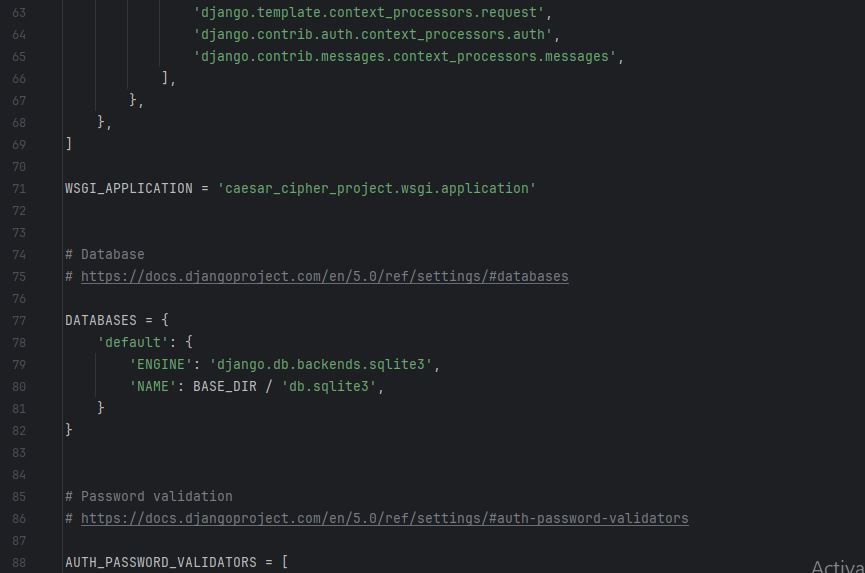 63 'django.template.context_processors.request',
64 'django.contrib.auth.context_processors.auth',
65 'django.contrib.messages.context_processors.messages',
66 ],
67 },
68 },
69 ]
70
71 WSGI_APPLICATION = 'caesar_cipher_project.wsgi.application'
72
73
74 # Database
75 # https://docs.djangoproject.com/en/5.0/ref/settings/#databases
76
77 DATABASES = {
78 'default': {
79 'ENGINE': 'django.db.backends.sqlite3',
80 'NAME': BASE_DIR / 'db.sqlite3',
81 }
82 }
83
84
85 # Password validation
86 # https://docs.djangoproject.com/en/5.0/ref/settings/#auth-password-validators
87
88 AUTH_PASSWORD_VALIDATORS = [
Activa